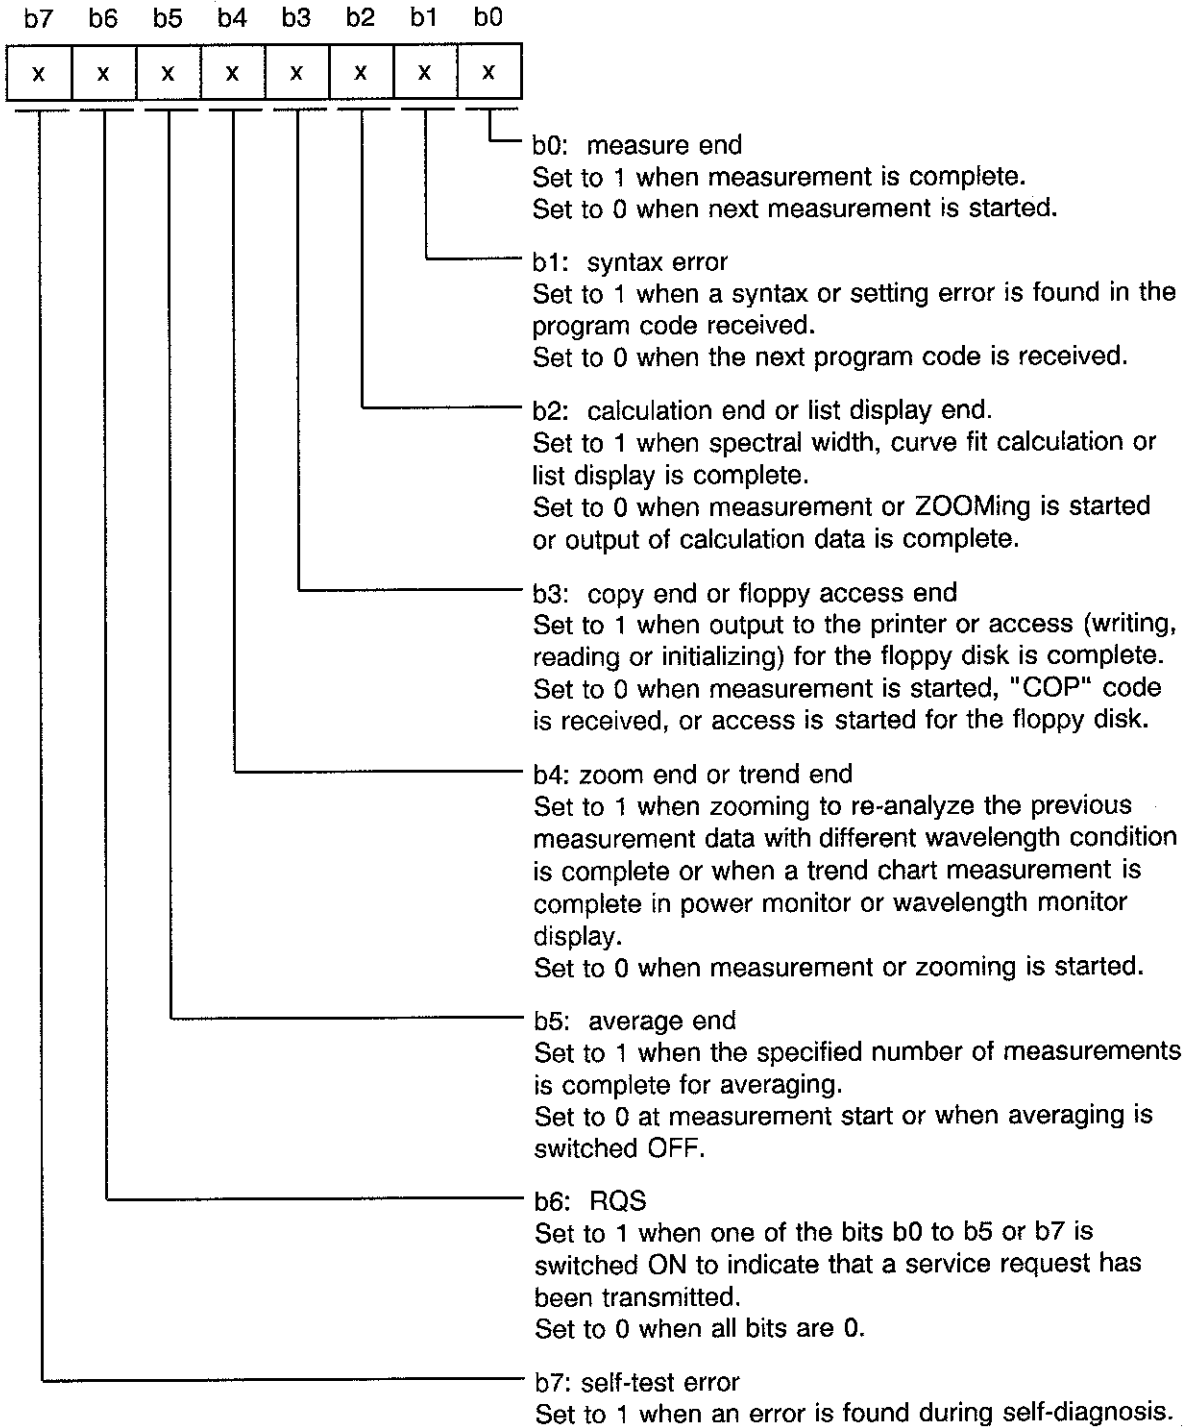 b7 b6 b5 b4 b3 b2 b1 b0
x x x x x x x x
b0: measure end
Set to 1 when measurement is complete.
Set to 0 when next measurement is started.
b1: syntax error
Set to 1 when a syntax or setting error is found in the
program code received.
Set to 0 when the next program code is received.
b2: calculation end or list display end.
Set to 1 when spectral width, curve fit calculation or
list display is complete.
Set to 0 when measurement or ZOOMing is started
or output of calculation data is complete.
b3: copy end or floppy access end
Set to 1 when output to the printer or access (writing,
reading or initializing) for the floppy disk is complete.
Set to 0 when measurement is started, "COP" code
is received, or access is started for the floppy disk.
b4: zoom end or trend end
Set to 1 when zooming to re-analyze the previous
measurement data with different wavelength condition
is complete or when a trend chart measurement is
complete in power monitor or wavelength monitor
display.
Set to 0 when measurement or zooming is started.
b5: average end
Set to 1 when the specified number of measurements
is complete for averaging.
Set to 0 at measurement start or when averaging is
switched OFF.
b6: RQS
Set to 1 when one of the bits b0 to b5 or b7 is
switched ON to indicate that a service request has
been transmitted.
Set to 0 when all bits are 0.
b7: self-test error
Set to 1 when an error is found during self-diagnosis.